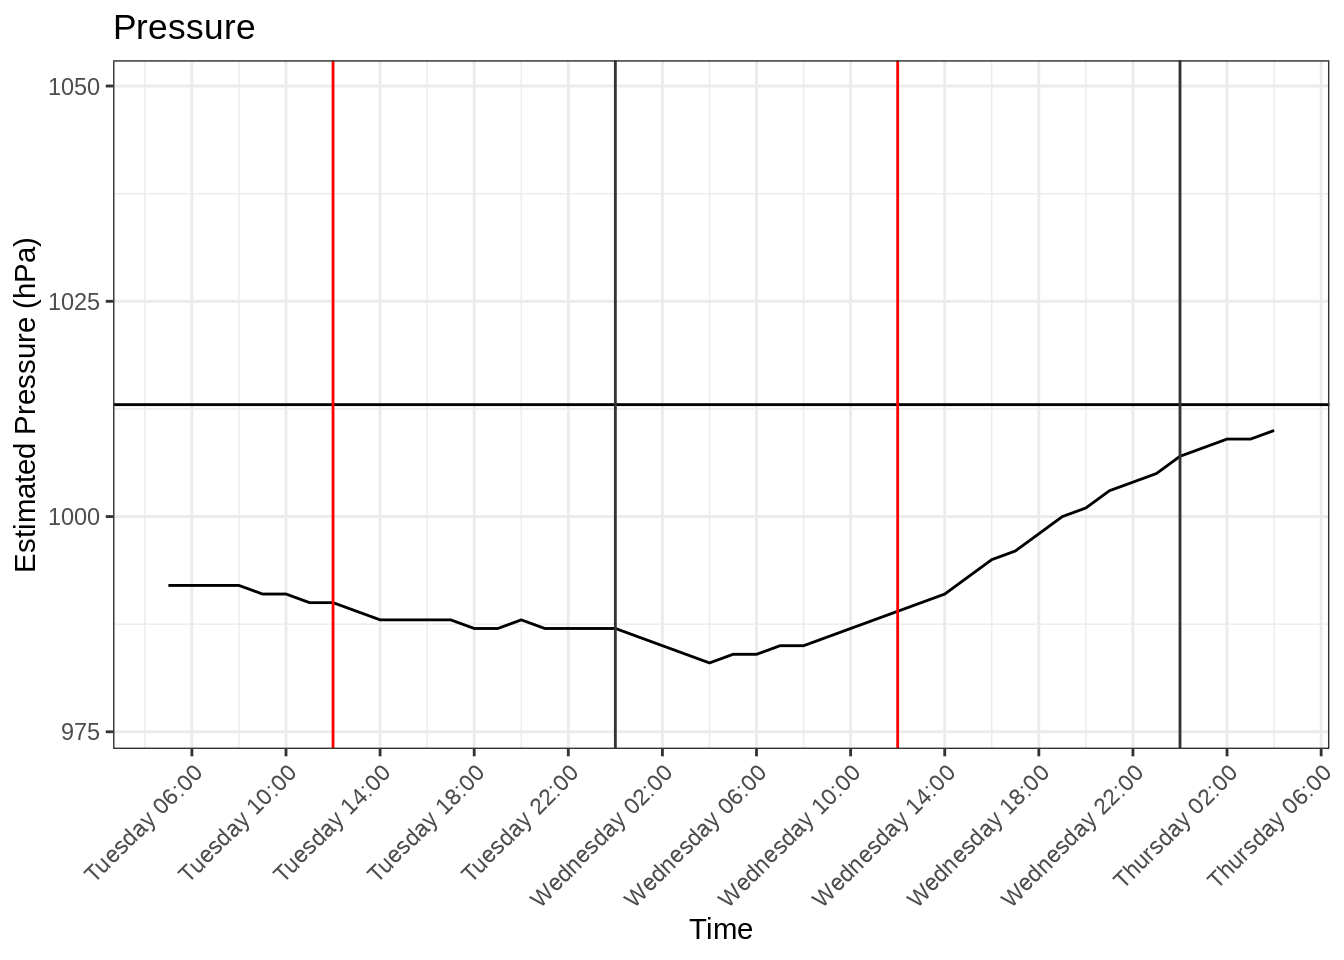 Pressure
Estimated Pressure (hPa)
1050
1025
1000
975
Tuesday 06:00
Tuesday 10:00
Tuesday 14:00
Tuesday 18:00
Tuesday 22:00
Wednesday 02:00
Wednesday 06:00
Wednesday 10:00
Wednesday 14:00
Wednesday 18:00
Wednesday 22:00
Thursday 02:00
Thursday 06:00
Time